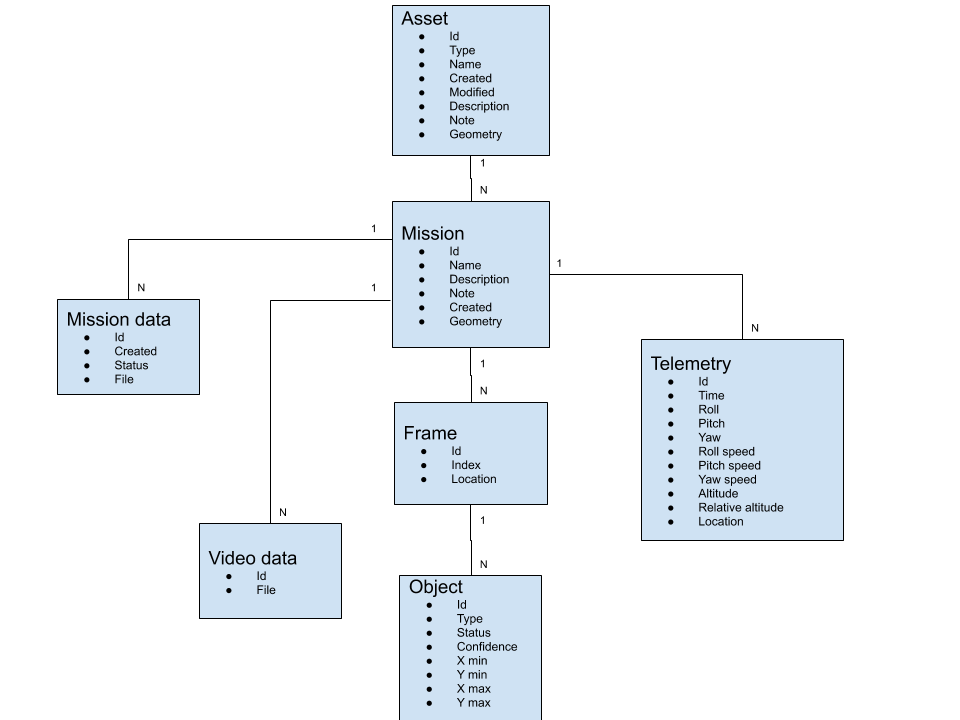 Asset
● Id
● Type
● Name
● Created
● Modified
● Description
● Note
● Geometry
1
N
Mission
● Id
● Name
● Description
● Note
● Created
● Geometry
1
N
1
N
1
N
1
N
Mission data
● Id
● Created
● Status
● File
Telemetry
● Id
● Time
● Roll
● Pitch
● Yaw
● Roll speed
● Pitch speed
● Yaw speed
● Altitude
● Relative altitude
● Location
Frame
● Id
● Index
● Location
1
N
Video data
● Id
● File
Object
● Id
● Type
● Status
● Confidence
● X min
● Y min
● X max
● Y max